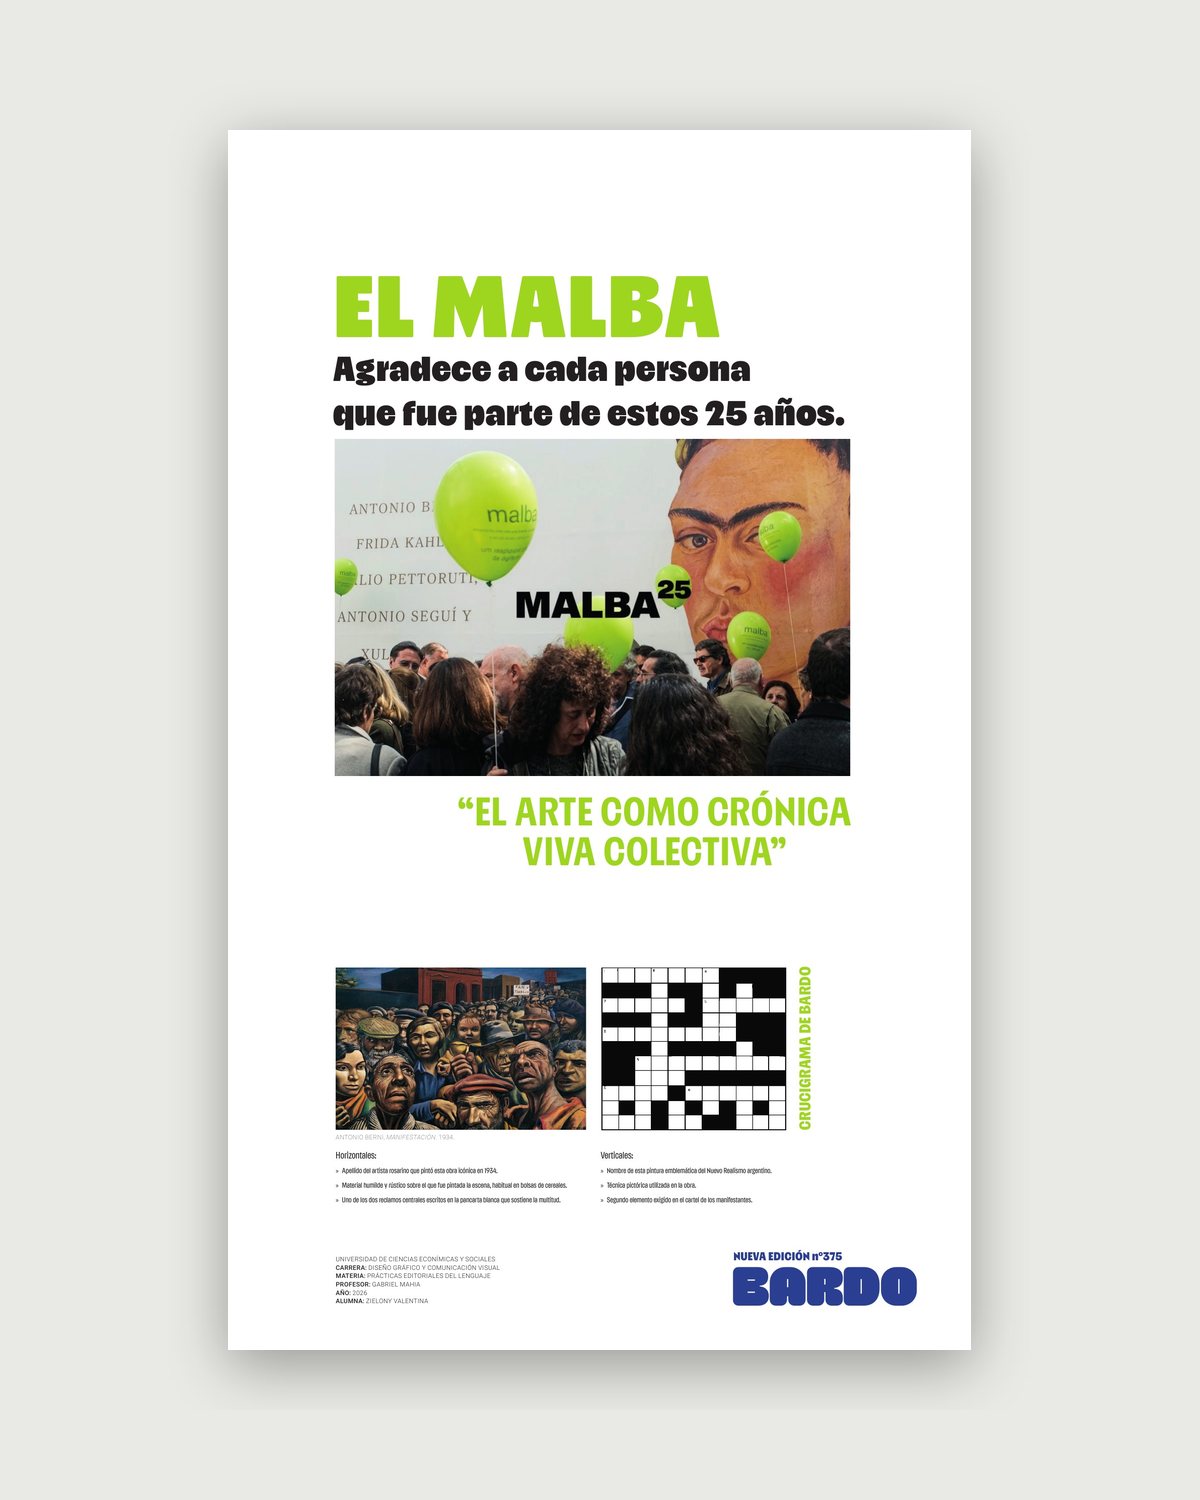 EL MALBA
Agradece a cada persona
que fue parte de estos 25 años.
ANTONIO B
FRIDA KAHL
LIO PETTORUTI,
ANTONIO SEGUÍ Y
XUL
malba
malba
malba
MALBA25
“EL ARTE COMO CRÓNICA
VIVA COLECTIVA”
CRUCIGRAMA DE BARDO
ANTONIO BERNI. MANIFESTACIÓN, 1934.
Horizontales:
» Apellido del artista rosarino que pintó esta obra icónica en 1934.
» Material humilde y rústico sobre el que fue pintada la escena, habitual en bolsas de cereales.
» Uno de los dos reclamos centrales escritos en la pancarta blanca que sostiene la multitud.
Verticales:
» Nombre de esta pintura emblemática del Nuevo Realismo argentino.
» Técnica pictórica utilizada en la obra.
» Segundo elemento exigido en el cartel de los manifestantes.
UNIVERSIDAD DE CIENCIAS ECONÍMICAS Y SOCIALES
CARRERA: DISEÑO GRÁFICO Y COMUNICACIÓN VISUAL
MATERIA: PRÁCTICAS EDITORIALES DEL LENGUAJE
PROFESOR: GABRIEL MAHIA
AÑO: 2026
ALUMNA: ZIELONY VALENTINA
NUEVA EDICIÓN nº375
BARDO